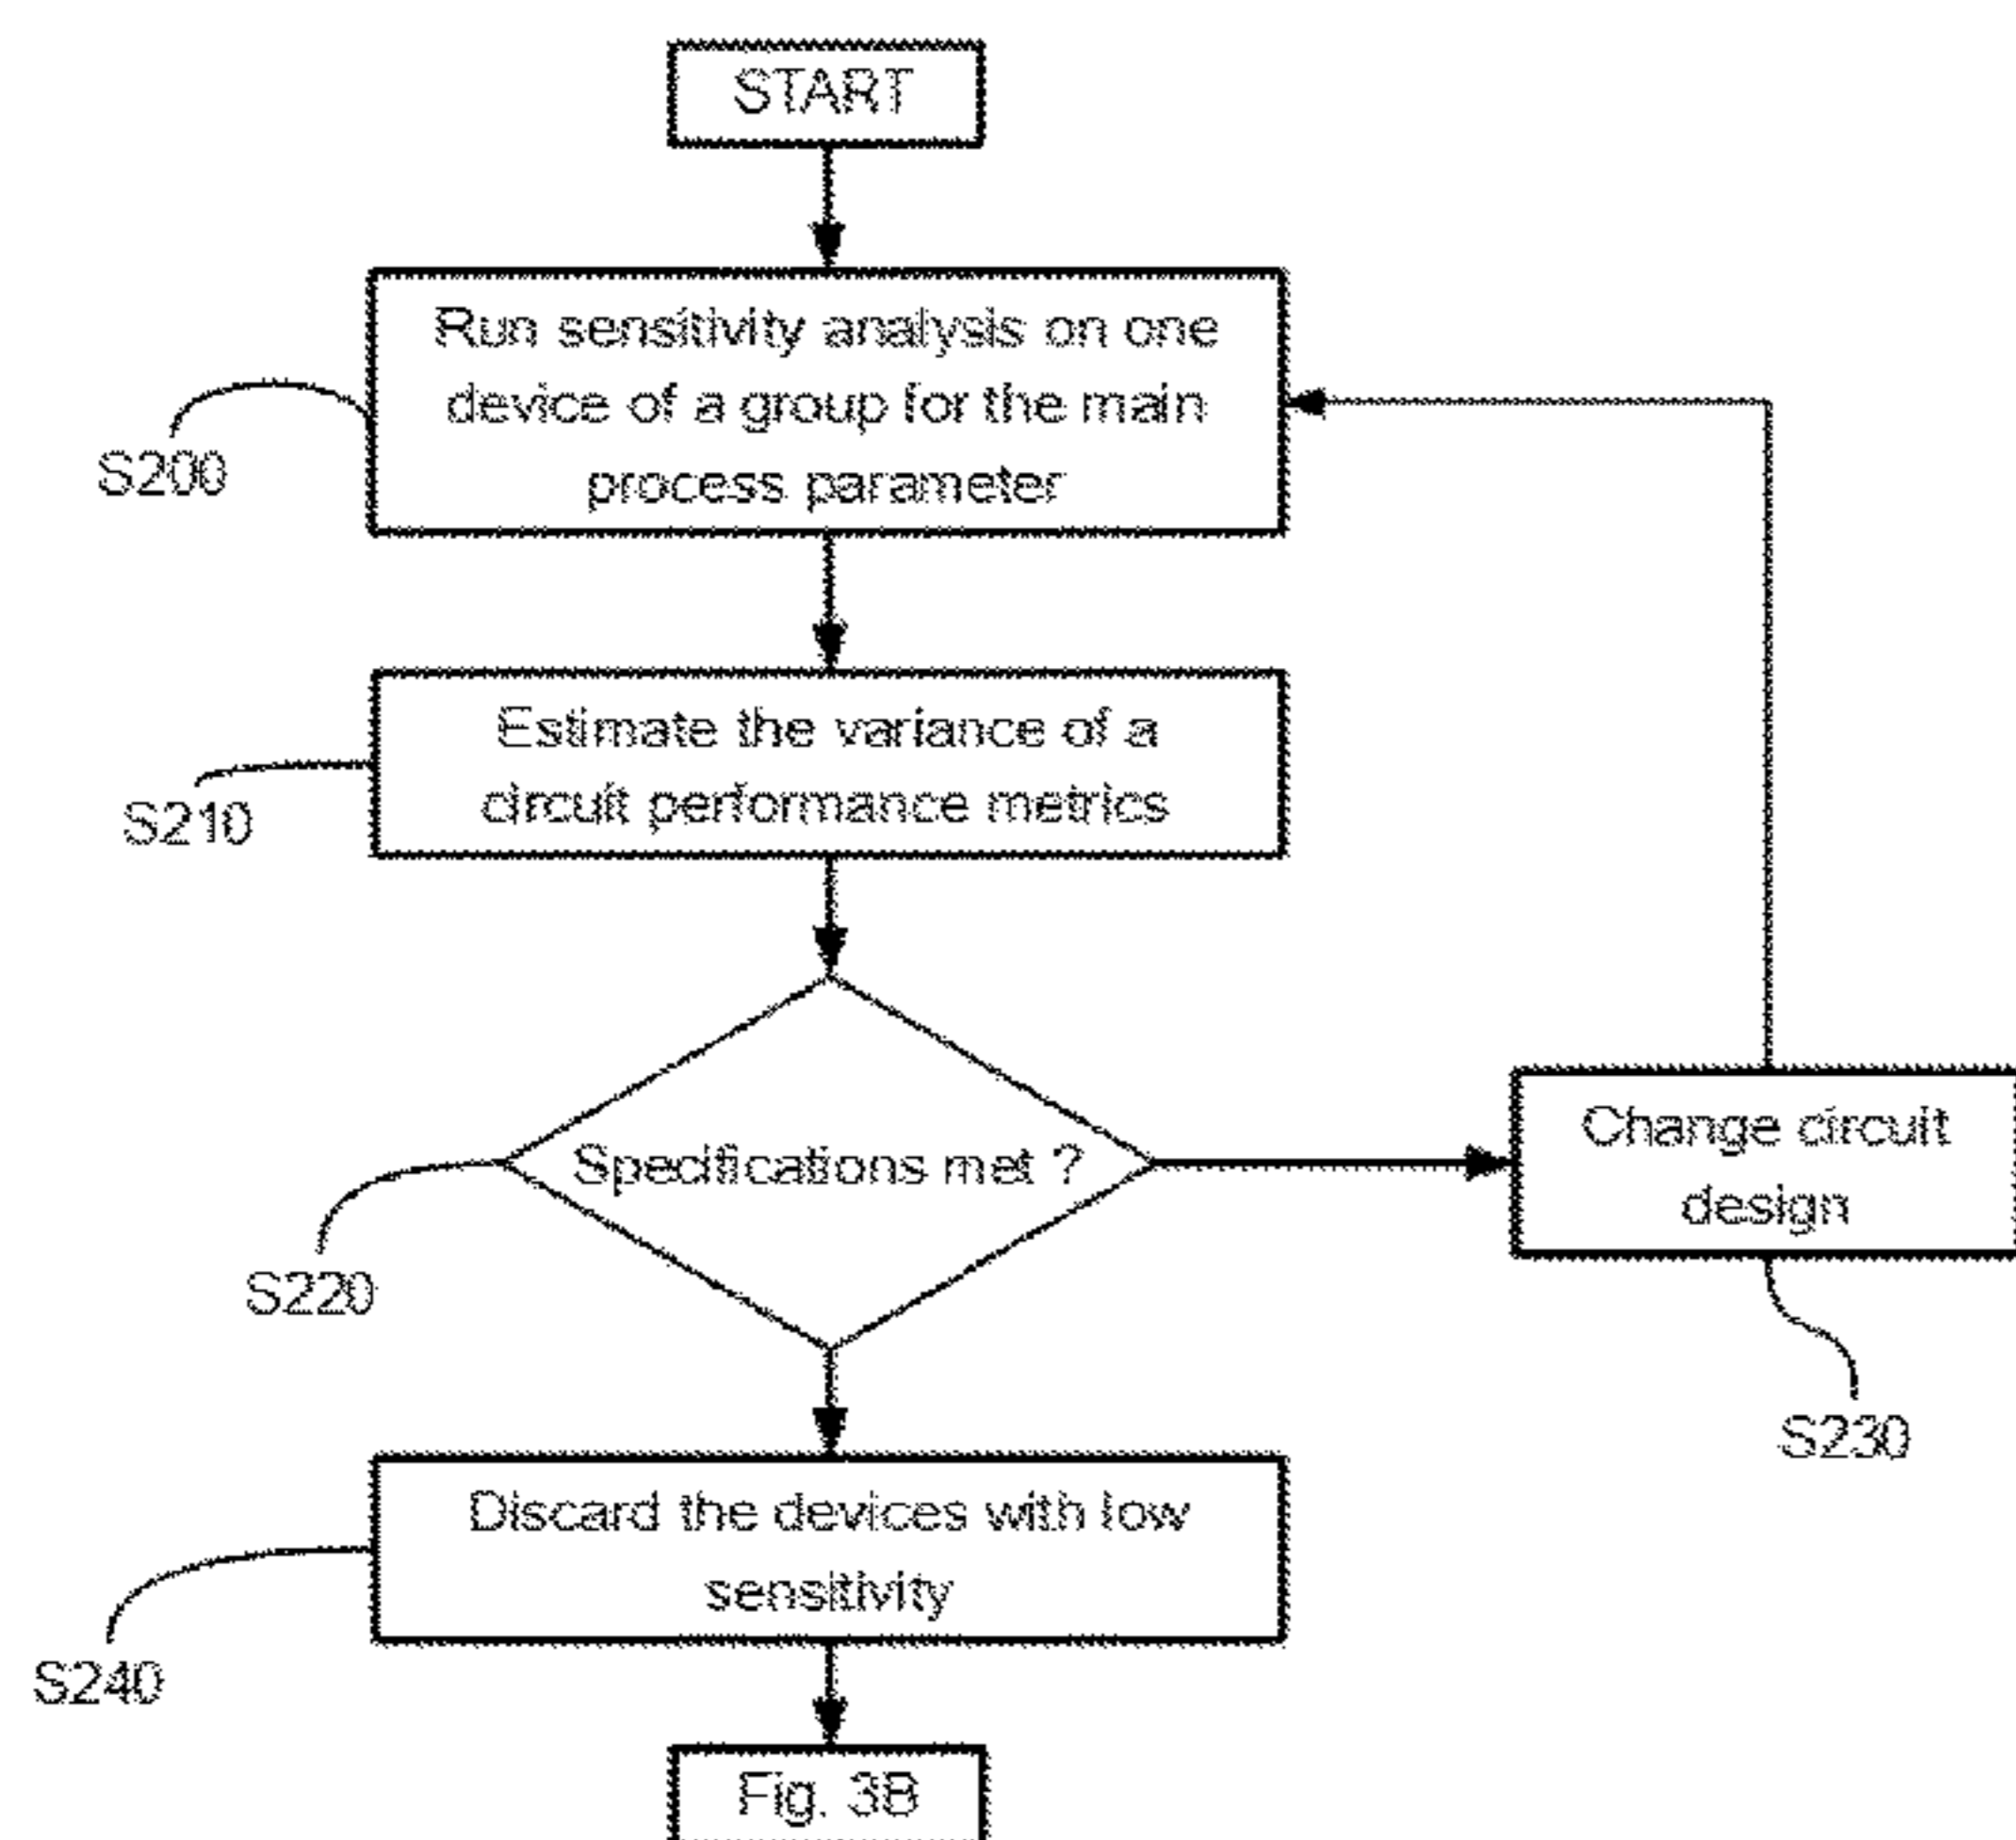 START
Run sensitivity analysis on one
device of a group for the main
process parameter
S200
Estimate the variance of a
circuit performance metrics
S210
Specifications met ?
S220
Change circuit
design
S230
Discard the devices with low
sensitivity
S240
Fig. 3B